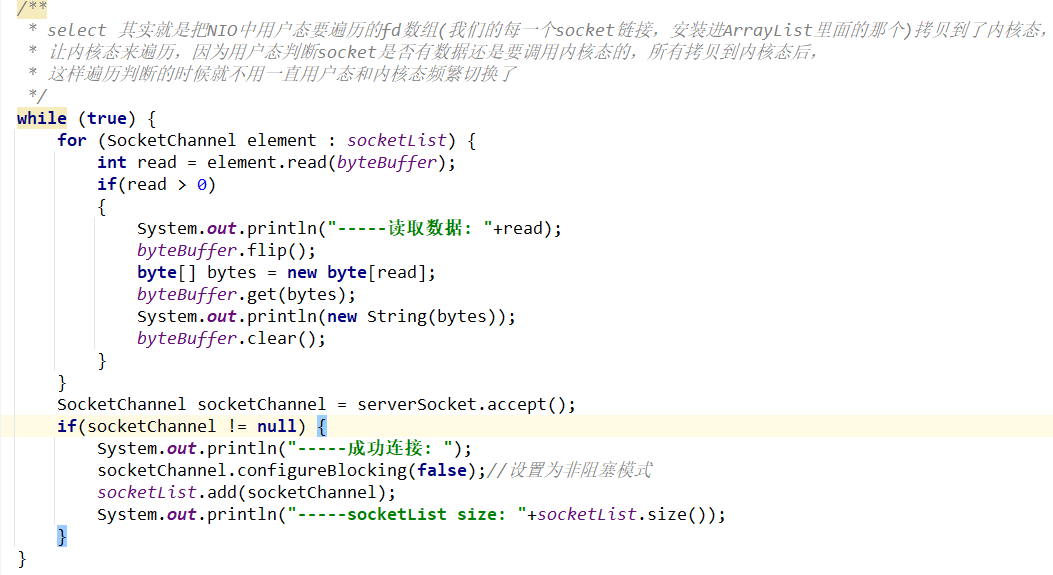 /**
 * select 其实就是把NIO中用户态要遍历的fd数组(我们的每一个socket链接，安装进ArrayList里面的那个)拷贝到了内核态，
 * 让内核态来遍历，因为用户态判断socket是否有数据还是要调用内核态的，所有拷贝到内核态后，
 * 这样遍历判断的时候就不用一直用户态和内核态频繁切换了
 */
while (true) {
    for (SocketChannel element : socketList) {
        int read = element.read(byteBuffer);
        if(read > 0)
        {
            System.out.println("-----读取数据: "+read);
            byteBuffer.flip();
            byte[] bytes = new byte[read];
            byteBuffer.get(bytes);
            System.out.println(new String(bytes));
            byteBuffer.clear();
        }
    }
    SocketChannel socketChannel = serverSocket.accept();
    if(socketChannel != null) {
        System.out.println("-----成功连接: ");
        socketChannel.configureBlocking(false);//设置为非阻塞模式
        socketList.add(socketChannel);
        System.out.println("-----socketList size: "+socketList.size());
    }
}